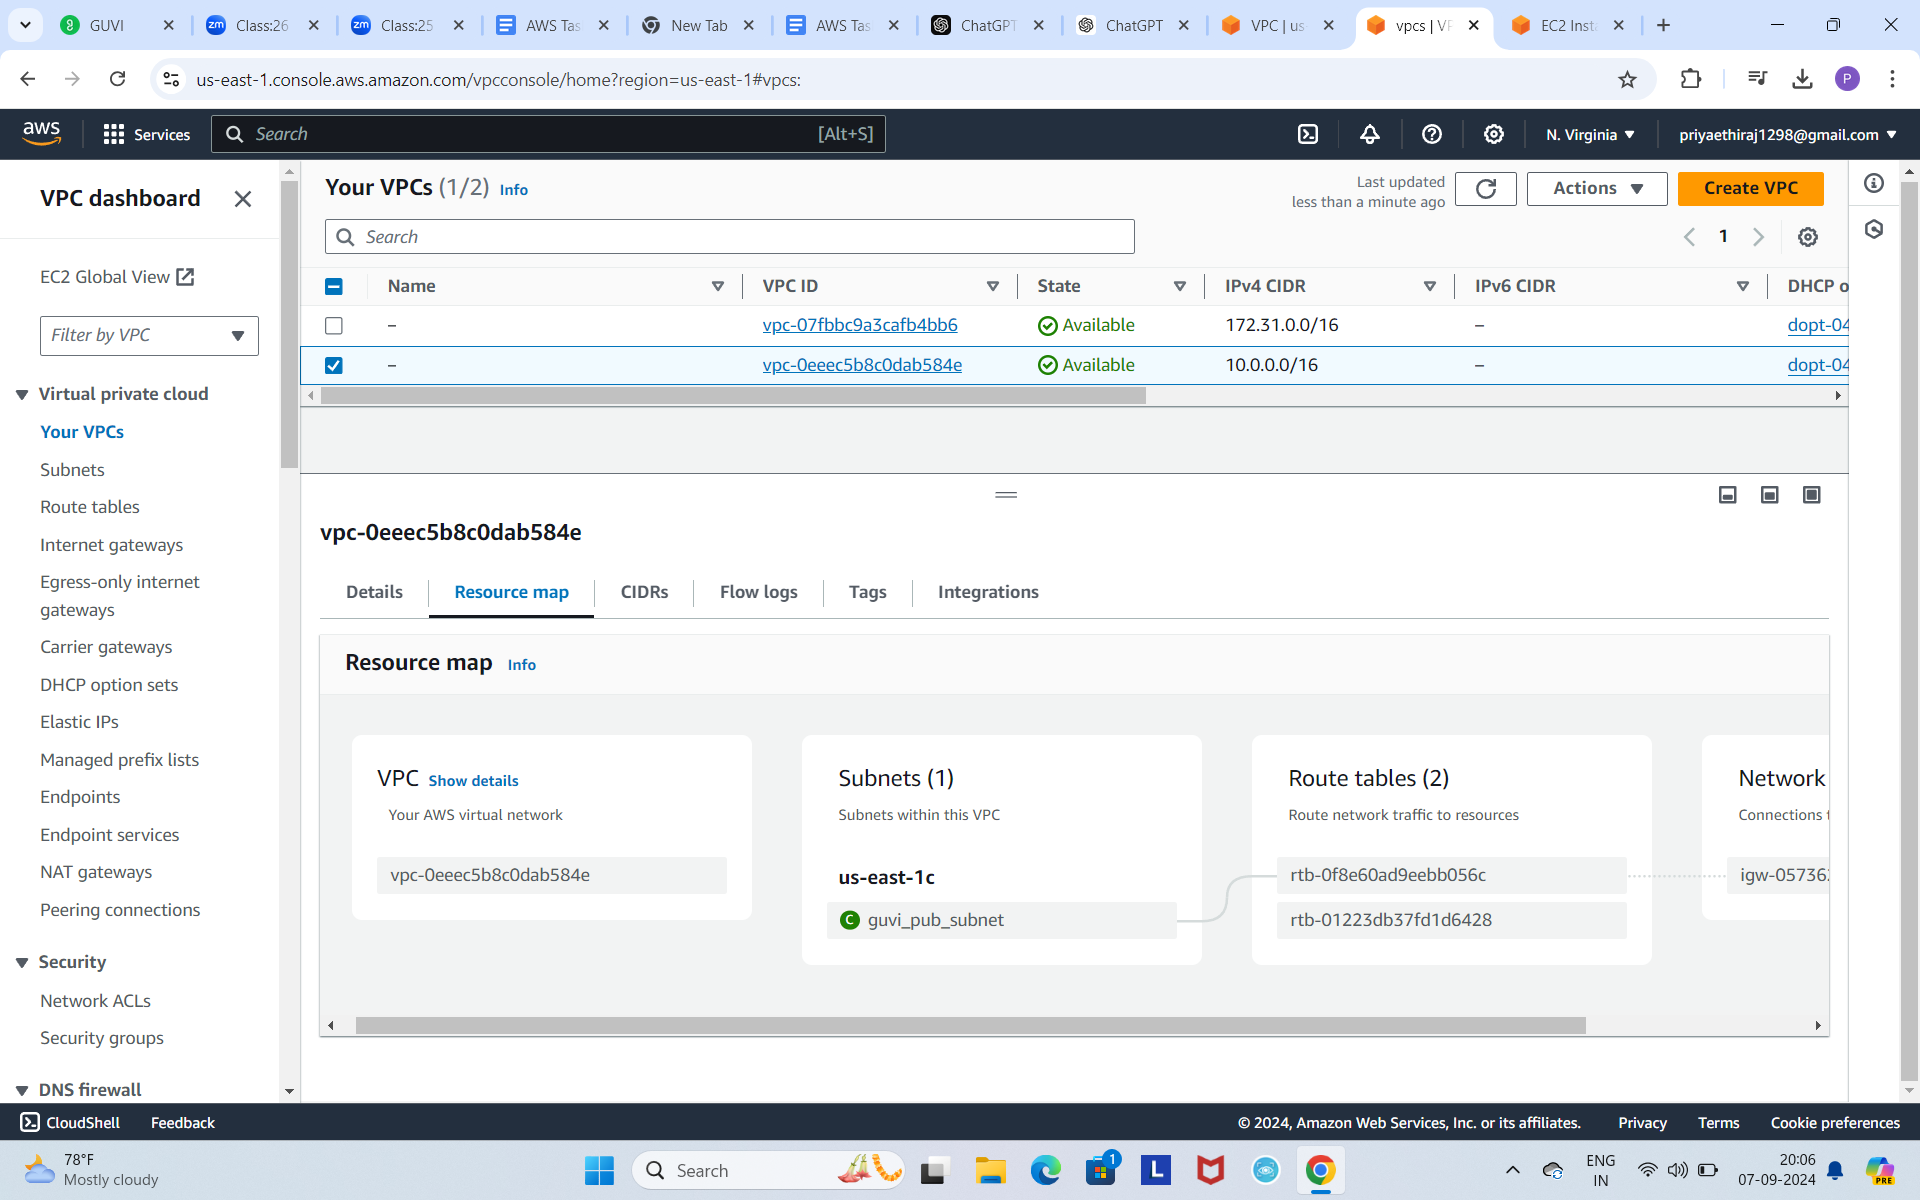 GUVI
Class:26
Class:25
AWS Tas
New Tab
AWS Tas
ChatGPT
ChatGPT
VPC | us-
vpcs | VP
EC2 Insta
us-east-1.console.aws.amazon.com/vpcconsole/home?region=us-east-1#vpcs:
P
aws
Services
Search
[Alt+S]
N. Virginia
priyaethiraj1298@gmail.com
VPC dashboard
EC2 Global View
Filter by VPC
Virtual private cloud
Your VPCs
Subnets
Route tables
Internet gateways
Egress-only internet
gateways
Carrier gateways
DHCP option sets
Elastic IPs
Managed prefix lists
Endpoints
Endpoint services
NAT gateways
Peering connections
Security
Network ACLs
Security groups
DNS firewall
Your VPCs (1/2) Info
Last updated
less than a minute ago
Actions
Create VPC
Search
1
Name VPC ID State IPv4 CIDR IPv6 CIDR DHCP o
– vpc-07fbbc9a3cafb4bb6 Available 172.31.0.0/16 – dopt-04
– vpc-0eeec5b8c0dab584e Available 10.0.0.0/16 – dopt-04
vpc-0eeec5b8c0dab584e
Details Resource map CIDRs Flow logs Tags Integrations
Resource map Info
VPC Show details
Your AWS virtual network
vpc-0eeec5b8c0dab584e
Subnets (1)
Subnets within this VPC
us-east-1c
C guvi_pub_subnet
Route tables (2)
Route network traffic to resources
rtb-0f8e60ad9eebb056c
rtb-01223db37fd1d6428
Network
Connections t
igw-05736
CloudShell
Feedback
© 2024, Amazon Web Services, Inc. or its affiliates.
Privacy
Terms
Cookie preferences
78°F
Mostly cloudy
Search
1
L
ENG
IN
20:06
07-09-2024
PRE